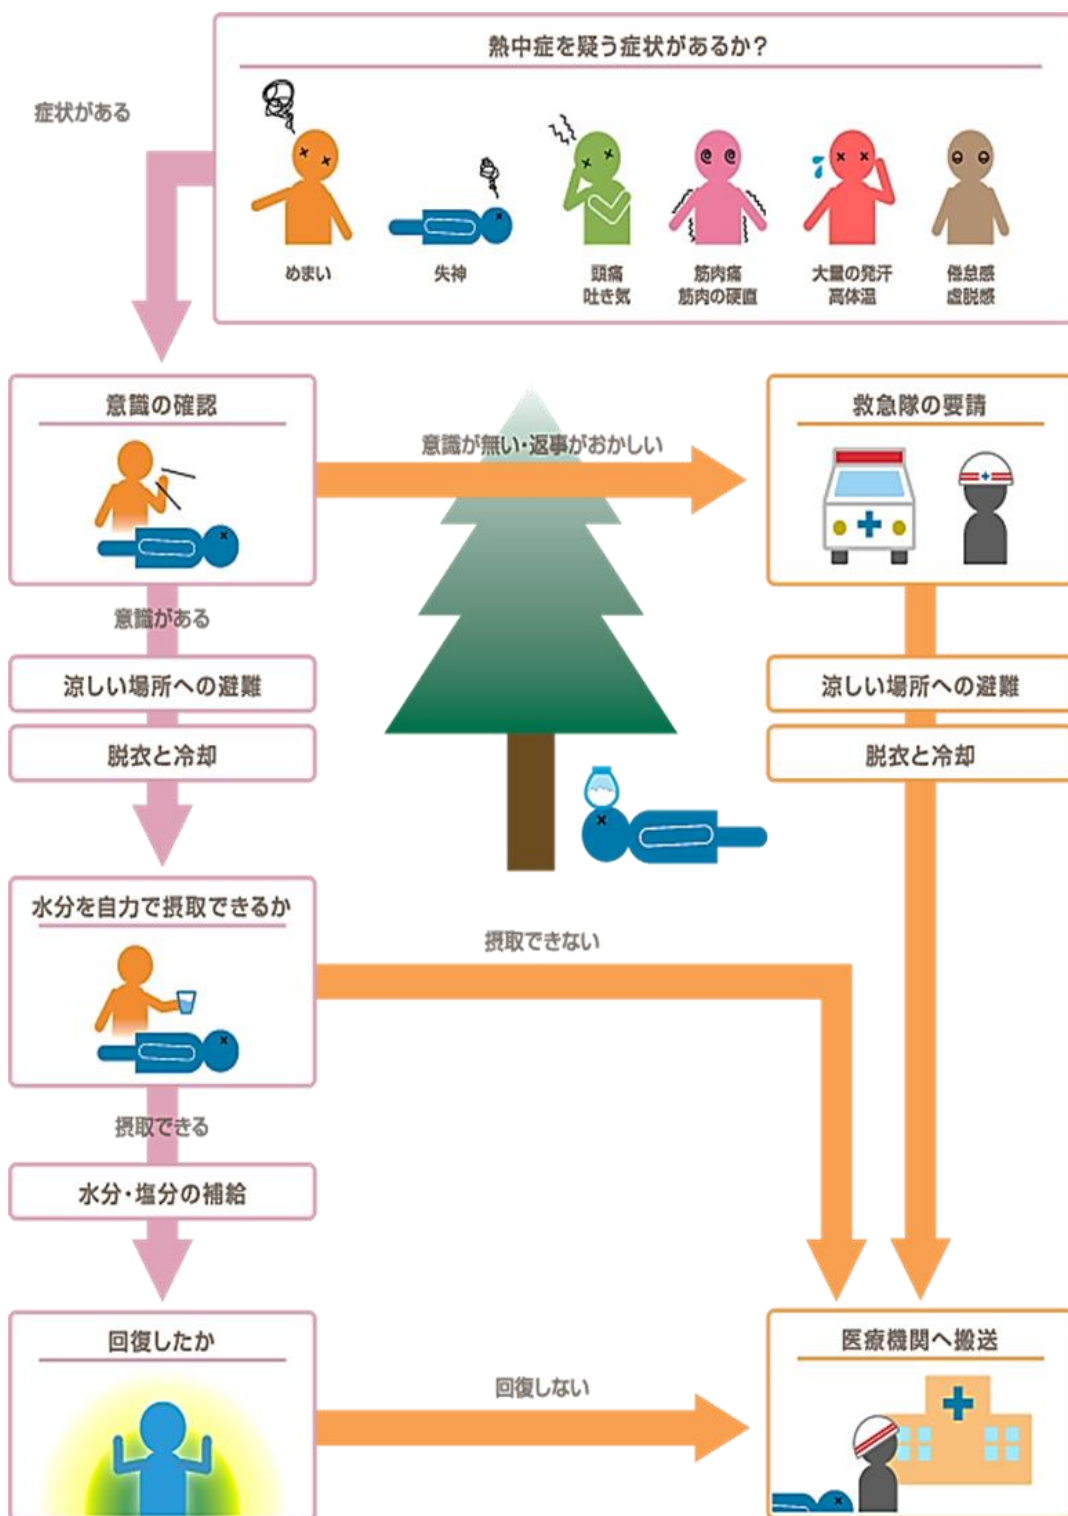 熱中症を疑う症状があるか？
症状がある
めまい
失神
頭痛
吐き気
筋肉痛
筋肉の硬直
大量の発汗
高体温
倦怠感
虚脱感
意識の確認
意識が無い・返事がおかしい
救急隊の要請
意識がある
涼しい場所への避難
涼しい場所への避難
脱衣と冷却
脱衣と冷却
水分を自力で摂取できるか
摂取できない
摂取できる
水分・塩分の補給
回復したか
回復しない
医療機関へ搬送